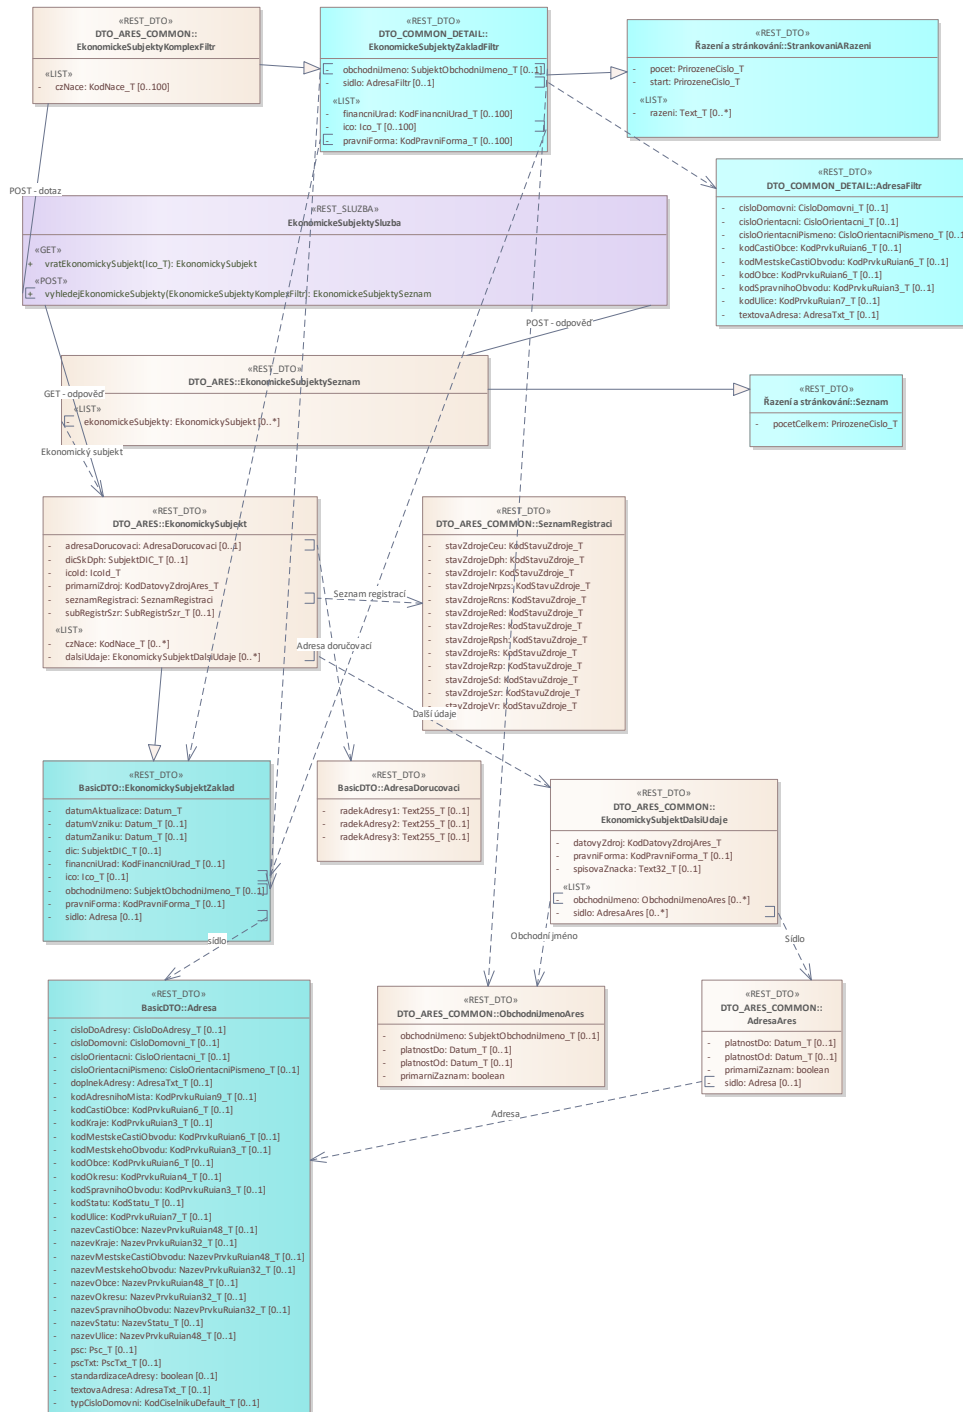 «REST_DTO»
DTO_ARES_COMMON::
EkonomickeSubjektyKomplexFiltr
«LIST»
- czNace: KodNace_T [0..100]
«REST_DTO»
DTO_COMMON_DETAIL::
EkonomickeSubjektyZakladFiltr
- obchodniJmeno: SubjektObchodniJmeno_T [0..1]
- sidlo: AdresaFiltr [0..1]
«LIST»
- financniUrad: KodFinancniUrad_T [0..100]
- ico: Ico_T [0..100]
- pravniForma: KodPravniForma_T [0..100]
«REST_DTO»
Řazení a stránkování::StrankovaniARazeni
- pocet: PrirozeneCislo_T
- start: PrirozeneCislo_T
«LIST»
- razeni: Text_T [0..*]
«REST_DTO»
DTO_COMMON_DETAIL::AdresaFiltr
- cisloDomovni: CisloDomovni_T [0..1]
- cisloOrientacni: CisloOrientacni_T [0..1]
- cisloOrientacniPismeno: CisloOrientacniPismeno_T [0..1]
- kodCastiObce: KodPrvkuRuian6_T [0..1]
- kodMestskeCastiObvodu: KodPrvkuRuian6_T [0..1]
- kodObce: KodPrvkuRuian6_T [0..1]
- kodSpravnihoObvodu: KodPrvkuRuian3_T [0..1]
- kodUlice: KodPrvkuRuian7_T [0..1]
- textovaAdresa: AdresaTxt_T [0..1]
POST - dotaz
«REST_SLUZBA»
EkonomickeSubjektySluzba
«GET»
+ vratEkonomickySubjekt(Ico_T): EkonomickySubjekt
«POST»
+ vyhledejEkonomickeSubjekty(EkonomickeSubjektyKomplexFiltr): EkonomickeSubjektySeznam
POST - odpověď
«REST_DTO»
DTO_ARES::EkonomickeSubjektySeznam
«LIST»
- ekonomickeSubjekty: EkonomickySubjekt [0..*]
«REST_DTO»
Řazení a stránkování::Seznam
- pocetCelkem: PrirozeneCislo_T
GET - odpověď
Ekonomický subjekt
«REST_DTO»
DTO_ARES::EkonomickySubjekt
- adresaDorucovaci: AdresaDorucovaci [0..1]
- dicSkDph: SubjektDIC_T [0..1]
- icoId: IcoId_T
- primarniZdroj: KodDatovyZdrojAres_T
- seznamRegistraci: SeznamRegistraci
- subRegistrSzr: SubRegistrSzr_T [0..1]
«LIST»
- czNace: KodNace_T [0..*]
- dalsiUdaje: EkonomickySubjektDalsiUdaje [0..*]
Seznam registrací
Adresa doručovací
Další údaje
«REST_DTO»
DTO_ARES_COMMON::SeznamRegistraci
- stavZdrojeCeu: KodStavuZdroje_T
- stavZdrojeDph: KodStavuZdroje_T
- stavZdrojeIr: KodStavuZdroje_T
- stavZdrojeNrpzs: KodStavuZdroje_T
- stavZdrojeRcns: KodStavuZdroje_T
- stavZdrojeRed: KodStavuZdroje_T
- stavZdrojeRes: KodStavuZdroje_T
- stavZdrojeRpsh: KodStavuZdroje_T
- stavZdrojeRs: KodStavuZdroje_T
- stavZdrojeRzp: KodStavuZdroje_T
- stavZdrojeSd: KodStavuZdroje_T
- stavZdrojeSzr: KodStavuZdroje_T
- stavZdrojeVr: KodStavuZdroje_T
«REST_DTO»
BasicDTO::EkonomickySubjektZaklad
- datumAktualizace: Datum_T
- datumVzniku: Datum_T [0..1]
- datumZaniku: Datum_T [0..1]
- dic: SubjektDIC_T [0..1]
- financniUrad: KodFinancniUrad_T [0..1]
- ico: Ico_T [0..1]
- obchodniJmeno: SubjektObchodniJmeno_T [0..1]
- pravniForma: KodPravniForma_T [0..1]
- sidlo: Adresa [0..1]
«REST_DTO»
BasicDTO::AdresaDorucovaci
- radekAdresy1: Text255_T [0..1]
- radekAdresy2: Text255_T [0..1]
- radekAdresy3: Text255_T [0..1]
«REST_DTO»
DTO_ARES_COMMON::
EkonomickySubjektDalsiUdaje
- datovyZdroj: KodDatovyZdrojAres_T
- pravniForma: KodPravniForma_T [0..1]
- spisovaZnacka: Text32_T [0..1]
«LIST»
- obchodniJmeno: ObchodniJmenoAres [0..*]
- sidlo: AdresaAres [0..*]
sídlo
Obchodní jméno
Sídlo
«REST_DTO»
BasicDTO::Adresa
- cisloDoAdresy: CisloDoAdresy_T [0..1]
- cisloDomovni: CisloDomovni_T [0..1]
- cisloOrientacni: CisloOrientacni_T [0..1]
- cisloOrientacniPismeno: CisloOrientacniPismeno_T [0..1]
- doplnekAdresy: AdresaTxt_T [0..1]
- kodAdresnihoMista: KodPrvkuRuian9_T [0..1]
- kodCastiObce: KodPrvkuRuian6_T [0..1]
- kodKraje: KodPrvkuRuian3_T [0..1]
- kodMestskeCastiObvodu: KodPrvkuRuian6_T [0..1]
- kodMestskehoObvodu: KodPrvkuRuian3_T [0..1]
- kodObce: KodPrvkuRuian6_T [0..1]
- kodOkresu: KodPrvkuRuian4_T [0..1]
- kodSpravnihoObvodu: KodPrvkuRuian3_T [0..1]
- kodStatu: KodStatu_T [0..1]
- kodUlice: KodPrvkuRuian7_T [0..1]
- nazevCastiObce: NazevPrvkuRuian48_T [0..1]
- nazevKraje: NazevPrvkuRuian32_T [0..1]
- nazevMestskeCastiObvodu: NazevPrvkuRuian48_T [0..1]
- nazevMestskehoObvodu: NazevPrvkuRuian32_T [0..1]
- nazevObce: NazevPrvkuRuian48_T [0..1]
- nazevOkresu: NazevPrvkuRuian32_T [0..1]
- nazevSpravnihoObvodu: NazevPrvkuRuian32_T [0..1]
- nazevStatu: NazevStatu_T [0..1]
- nazevUlice: NazevPrvkuRuian48_T [0..1]
- psc: Psc_T [0..1]
- pscTxt: PscTxt_T [0..1]
- standardizaceAdresy: boolean [0..1]
- textovaAdresa: AdresaTxt_T [0..1]
- typCisloDomovni: KodCiselnikuDefault_T [0..1]
«REST_DTO»
DTO_ARES_COMMON::ObchodniJmenoAres
- obchodniJmeno: SubjektObchodniJmeno_T [0..1]
- platnostDo: Datum_T [0..1]
- platnostOd: Datum_T [0..1]
- primarniZaznam: boolean
«REST_DTO»
DTO_ARES_COMMON::
AdresaAres
- platnostDo: Datum_T [0..1]
- platnostOd: Datum_T [0..1]
- primarniZaznam: boolean
- sidlo: Adresa [0..1]
Adresa